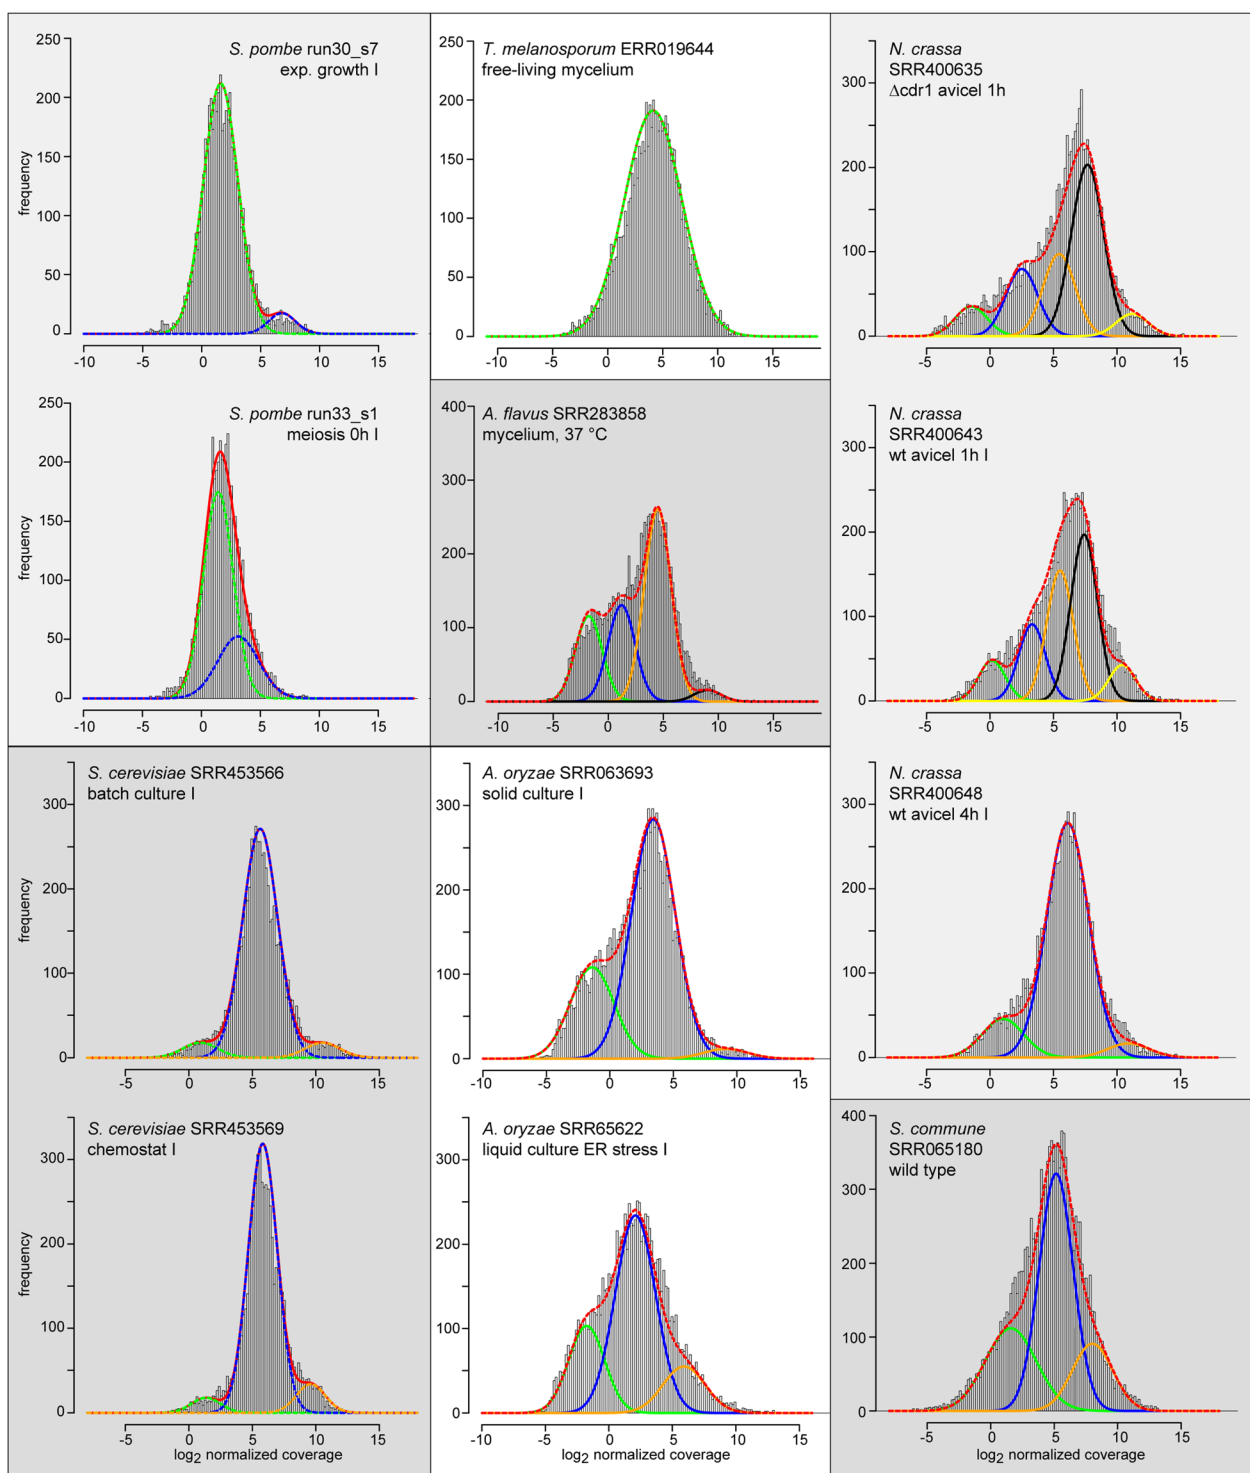 S. pombe run30_s7
exp. growth I
250
200
150
100
50
0
frequency
-10 -5 0 5 10 15
T. melanosporum ERR019644
free-living mycelium
250
200
150
100
50
0
-10 -5 0 5 10 15
N. crassa
SRR400635
Δcdr1 avicel 1h
300
200
100
0
0 5 10 15
S. pombe run33_s1
meiosis 0h I
250
200
150
100
50
0
frequency
-10 -5 0 5 10 15
A. flavus SRR283858
mycelium, 37 °C
400
300
200
100
0
-10 -5 0 5 10 15
N. crassa
SRR400643
wt avicel 1h I
300
200
100
0
0 5 10 15
S. cerevisiae SRR453566
batch culture I
300
200
100
0
frequency
-5 0 5 10 15
A. oryzae SRR063693
solid culture I
300
200
100
0
-10 -5 0 5 10 15
N. crassa
SRR400648
wt avicel 4h I
300
200
100
0
0 5 10 15
S. cerevisiae SRR453569
chemostat I
300
200
100
0
frequency
-5 0 5 10 15
log2 normalized coverage
A. oryzae SRR65622
liquid culture ER stress I
300
200
100
0
-10 -5 0 5 10 15
log2 normalized coverage
S. commune
SRR065180
wild type
400
300
200
100
0
-5 0 5 10 15
log2 normalized coverage